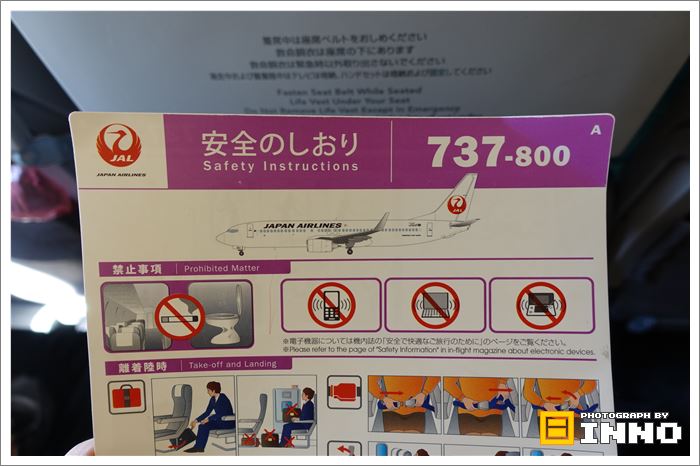 座席中は座席ベルトをおしめください
救命胴衣は座席の下にあります
救命胴衣は緊急時以外取り出さないでください
Fasten Seat Belt While Seated
Life Vest Under Your Seat
Do Not Remove Life Vest Except in Emergency
JAL
JAPAN AIRLINES
安全のしおり
Safety Instructions
737-800
A
JAPAN AIRLINES
JAL
禁止事項
Prohibited Matter
※電子機器については機内誌の「安全で快適なご旅行のために」のページをご覧ください。
※Please refer to the page of "Safety Information" in in-flight magazine about electronic devices.
離着陸時
Take-off and Landing
PHOTOGRAPH BY
INNO